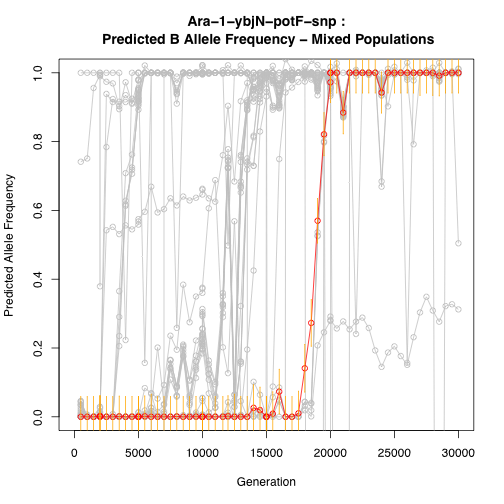 Ara−1−ybjN−potF−snp :
Predicted B Allele Frequency − Mixed Populations
Predicted Allele Frequency
1.0
0.8
0.6
0.4
0.2
0.0
0 5000 10000 15000 20000 25000 30000
Generation